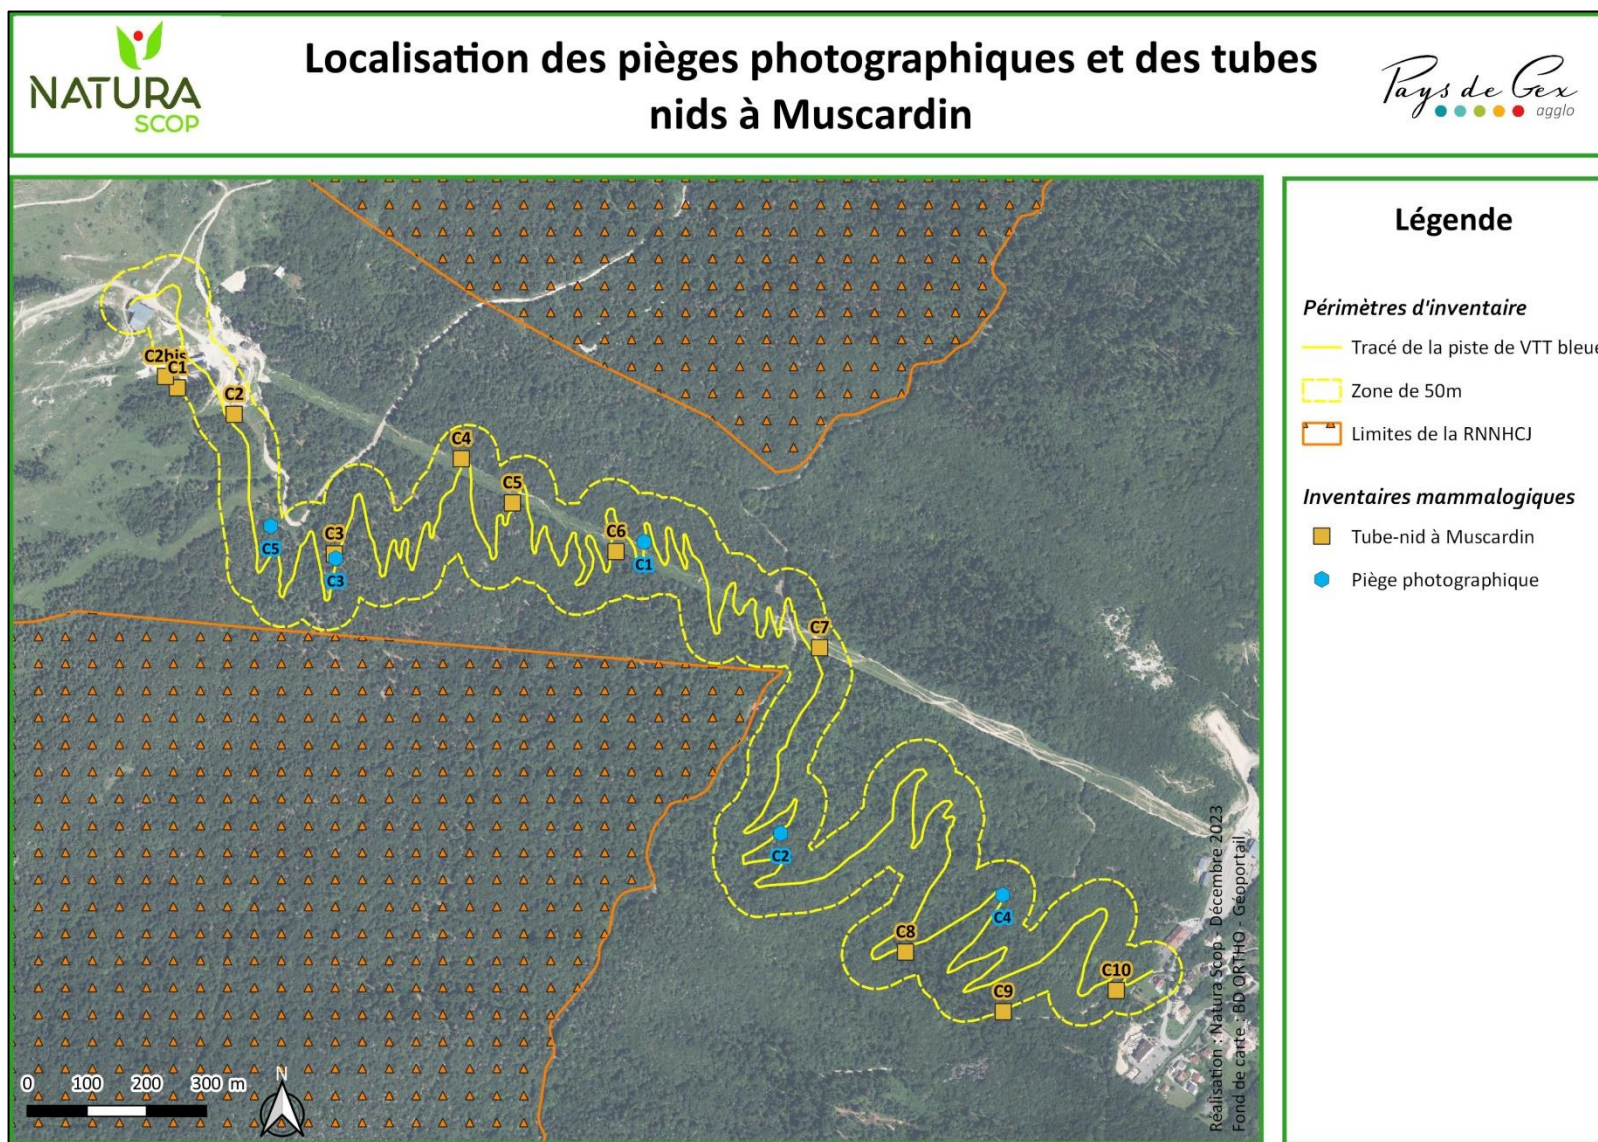 NATURA
SCOP
Localisation des pièges photographiques et des tubes
nids à Muscardin
Pays de Gex
agglo
Légende
Périmètres d'inventaire
Tracé de la piste de VTT bleue
Zone de 50m
Limites de la RNNHCJ
Inventaires mammalogiques
Tube-nid à Muscardin
Piège photographique
C2bis
C1
C2
C4
C5
C3
C5
C3
C6
C1
C7
C2
C4
C8
C9
C10
0 100 200 300 m
N
Réalisation : Natura Scop - Décembre 2023
Fond de carte : BD ORTHO - Géoportail